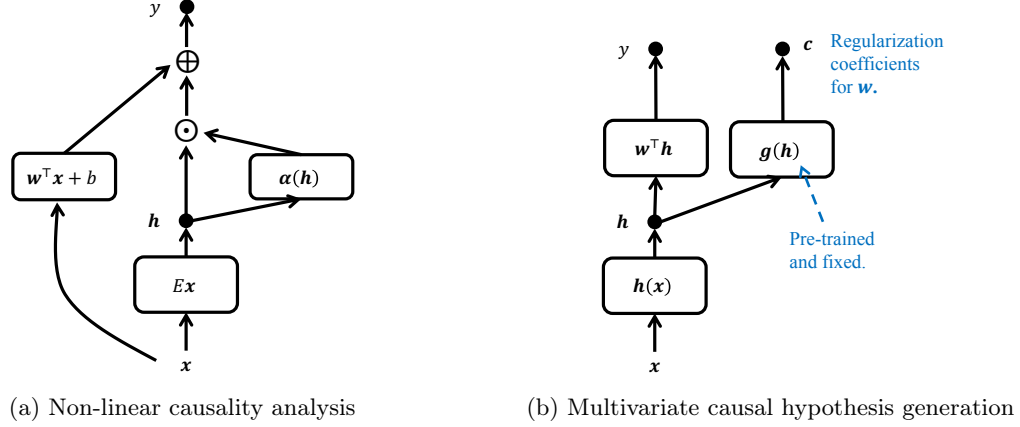 y
⊕
⊙
w⊤x + b
α(h)
h
Ex
x
(a) Non-linear causality analysis
y
c
Regularization
coefficients
for w.
w⊤h
g(h)
h
Pre-trained
and fixed.
h(x)
x
(b) Multivariate causal hypothesis generation